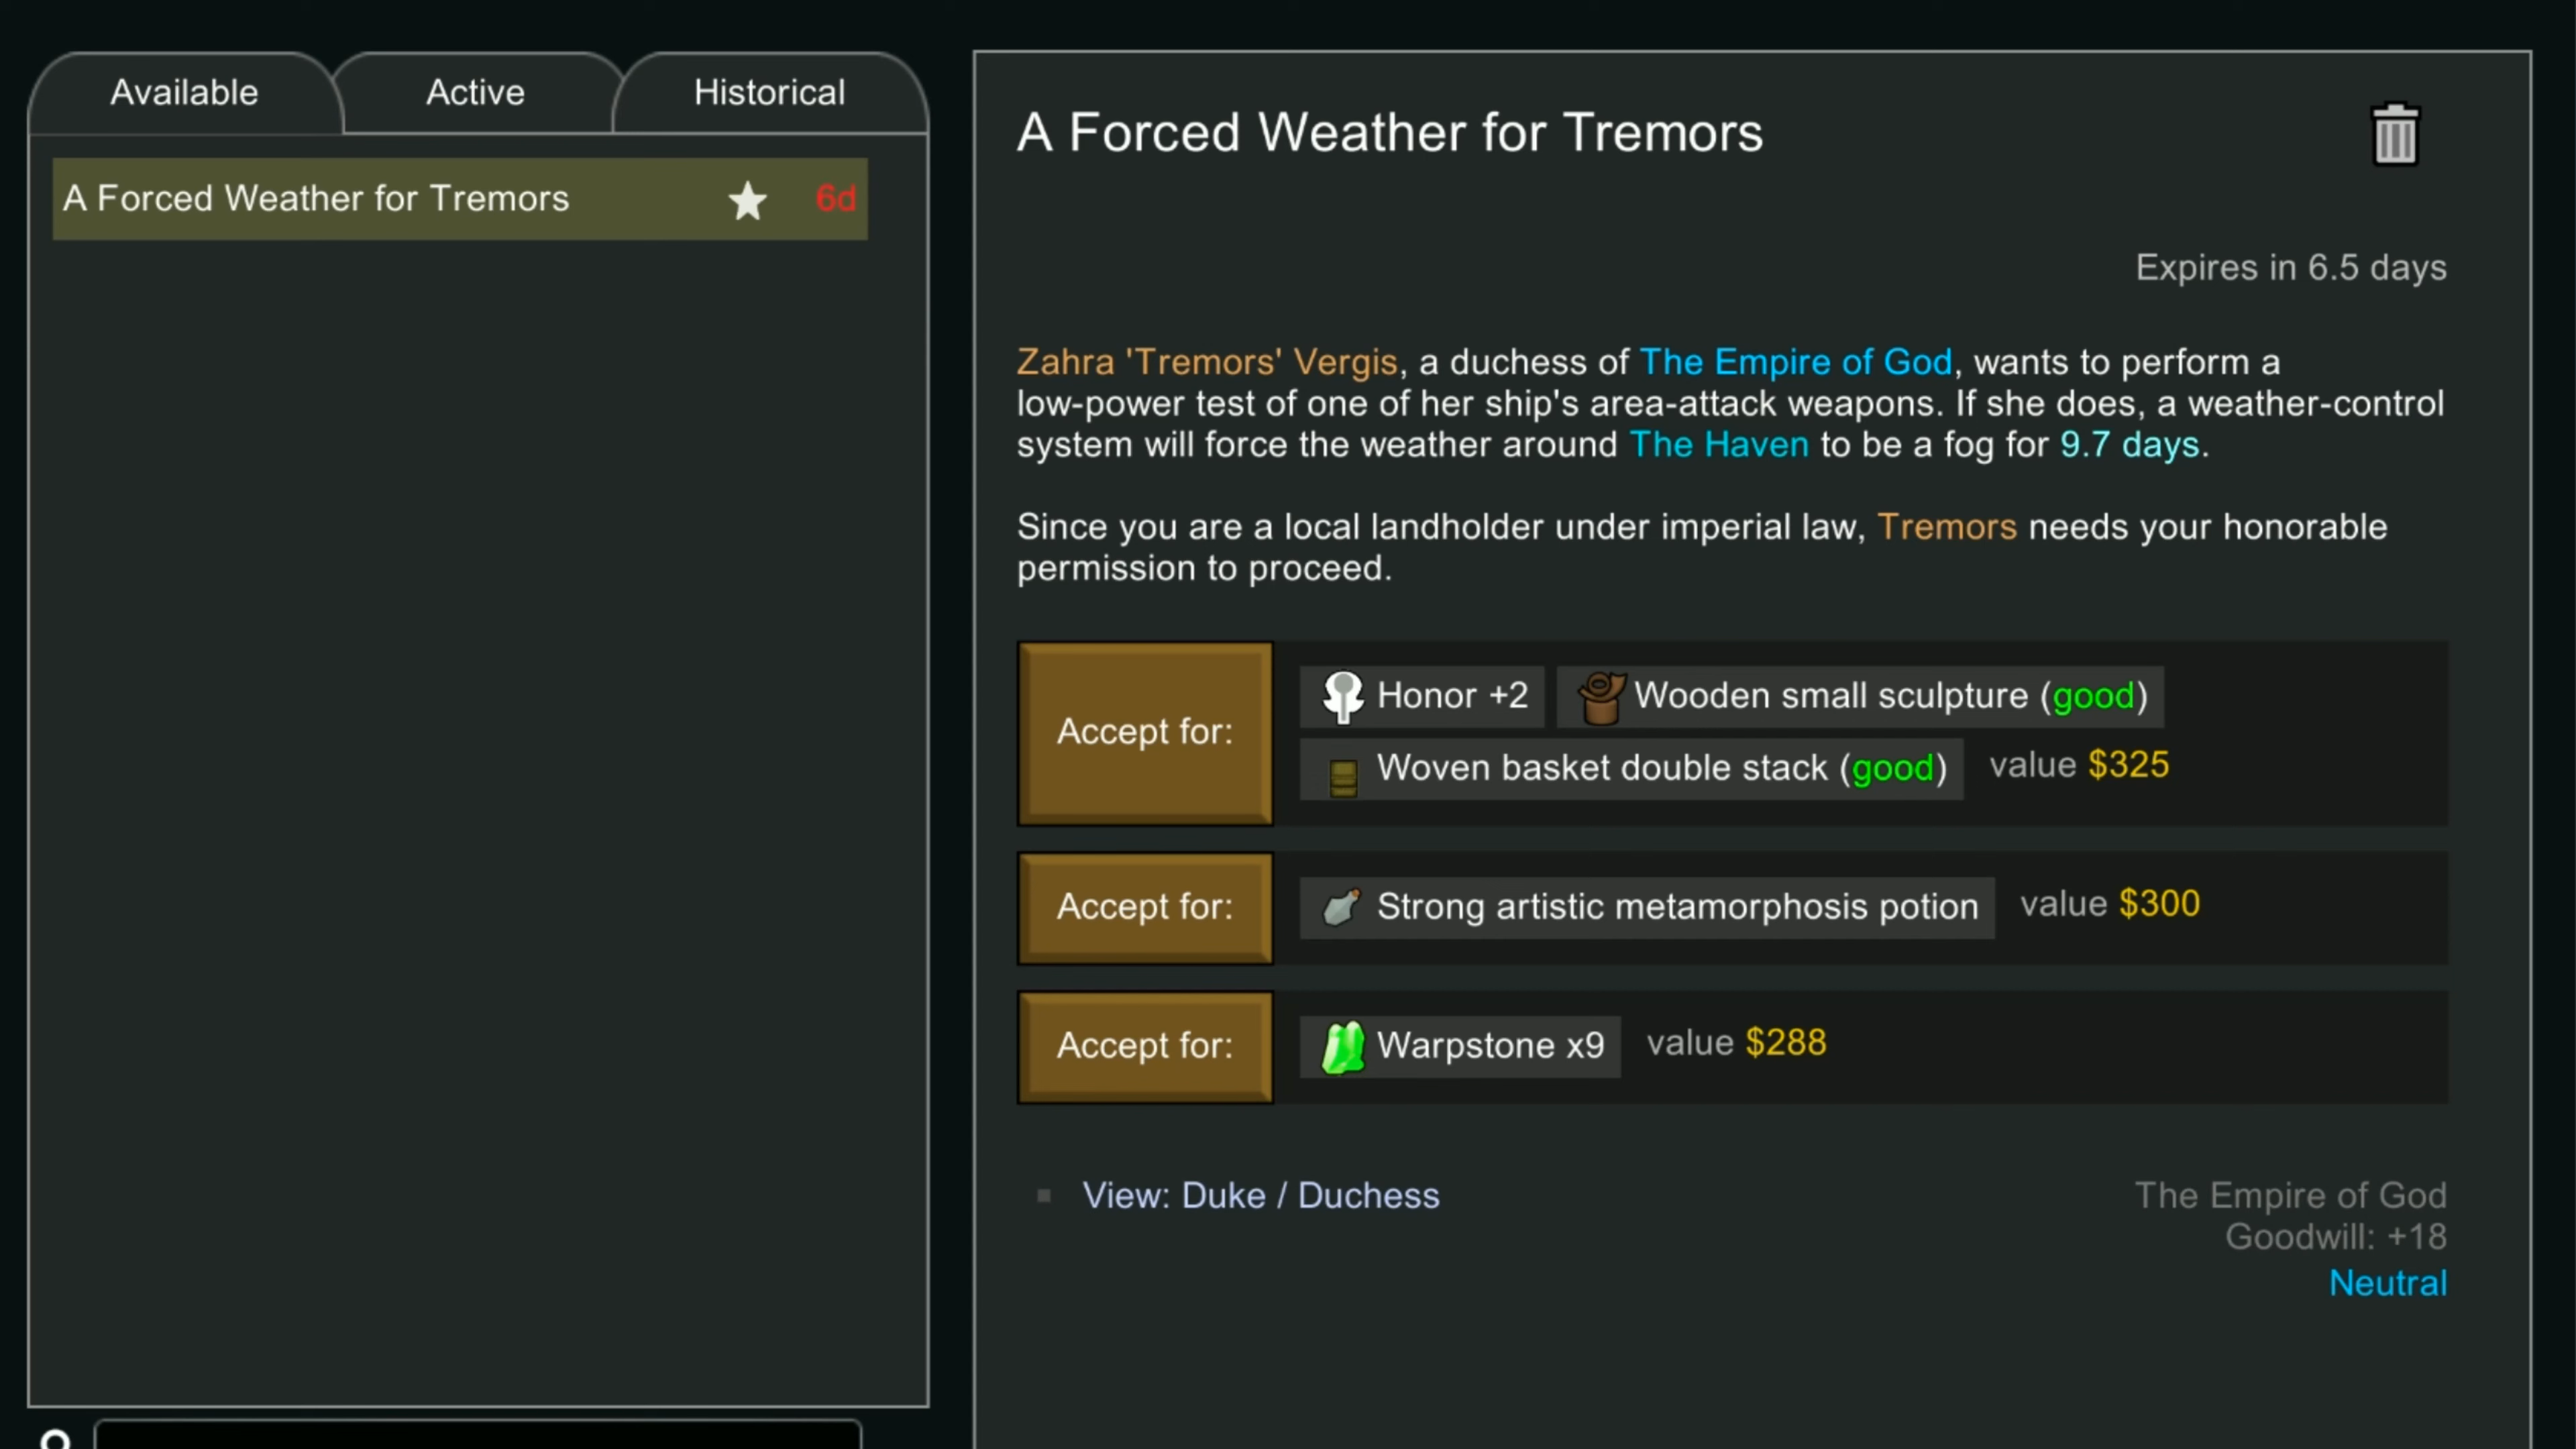 Available
Active
Historical
A Forced Weather for Tremors
6d
A Forced Weather for Tremors
Expires in 6.5 days
Zahra 'Tremors' Vergis, a duchess of The Empire of God, wants to perform a
low-power test of one of her ship's area-attack weapons. If she does, a weather-control
system will force the weather around The Haven to be a fog for 9.7 days.
Since you are a local landholder under imperial law, Tremors needs your honorable
permission to proceed.
Accept for:
Honor +2
Wooden small sculpture (good)
Woven basket double stack (good)
value $325
Accept for:
Strong artistic metamorphosis potion
value $300
Accept for:
Warpstone x9
value $288
View: Duke / Duchess
The Empire of God
Goodwill: +18
Neutral